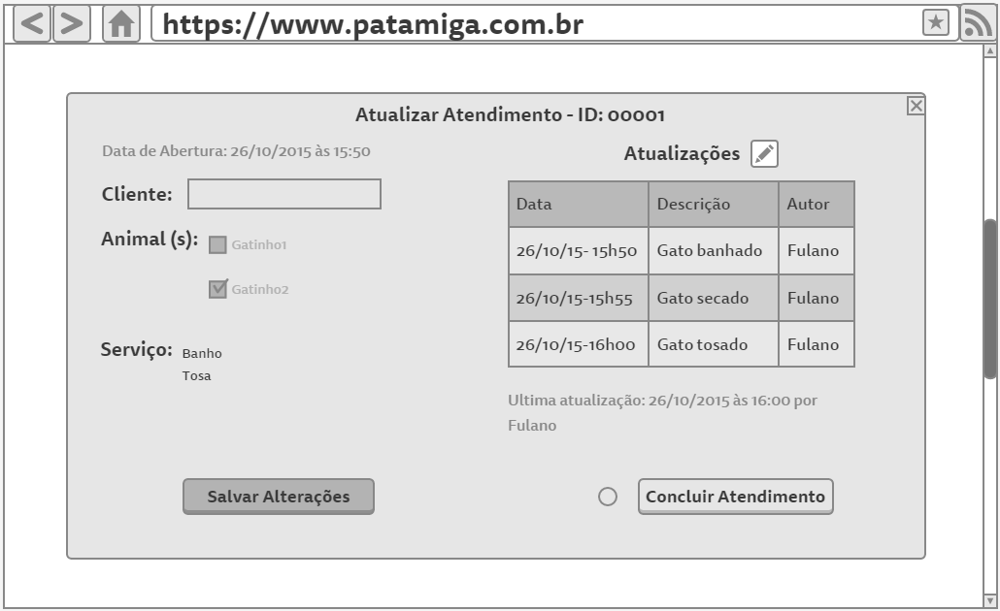 https://www.patamiga.com.br
Atualizar Atendimento - ID: 00001
Data de Abertura: 26/10/2015 às 15:50
Cliente:
Animal (s):
Gatinho1
Gatinho2
Serviço:
Banho
Tosa
Salvar Alterações
Atualizações
Data Descrição Autor
26/10/15- 15h50 Gato banhado Fulano
26/10/15-15h55 Gato secado Fulano
26/10/15-16h00 Gato tosado Fulano
Ultima atualização: 26/10/2015 às 16:00 por
Fulano
Concluir Atendimento